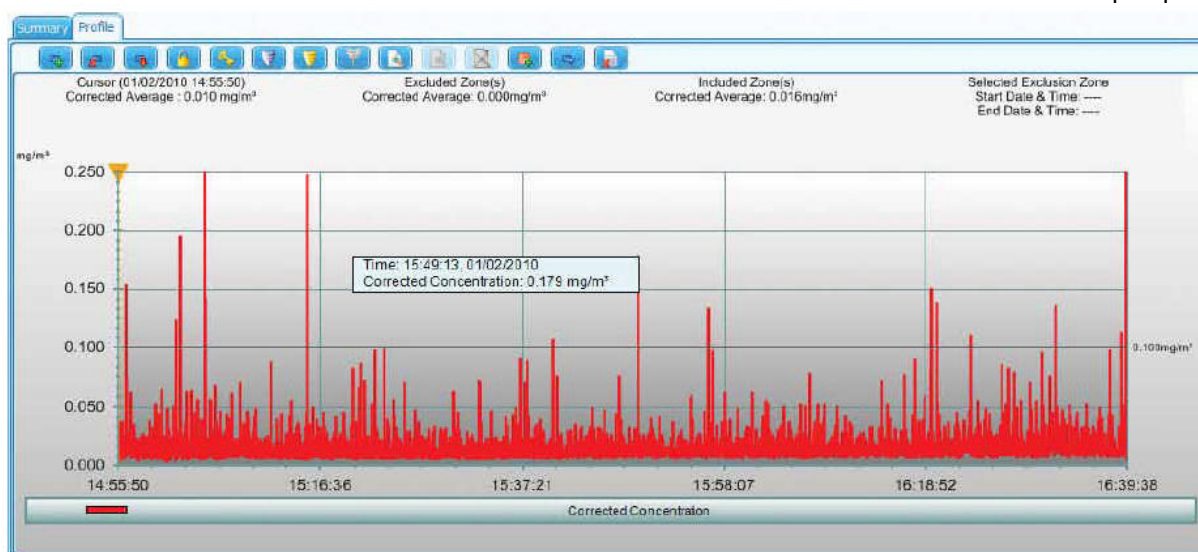 Summary Profile
Cursor (01/02/2010 14:55:50)
Corrected Average : 0.010 mg/m³
Excluded Zone(s)
Corrected Average: 0.000mg/m³
Included Zone(s)
Corrected Average: 0.016mg/m³
Selected Exclusion Zone
Start Date & Time: ----
End Date & Time: ----
mg/m³
0.250
0.200
Time: 15:49:13, 01/02/2010
Corrected Concentration: 0.179 mg/m³
0.150
0.100
0.100mg/m³
0.050
0.000
14:55:50 15:16:36 15:37:21 15:58:07 16:18:52 16:39:38
Corrected Concentration